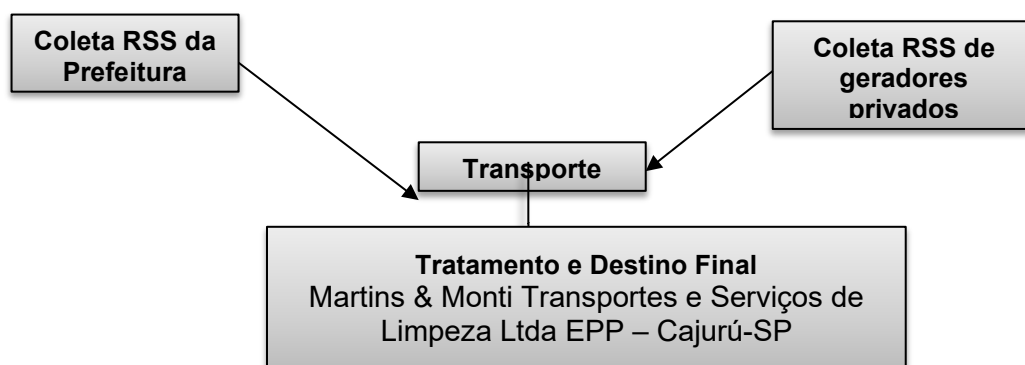 Coleta RSS da
Prefeitura
Coleta RSS de
geradores
privados
Transporte
Tratamento e Destino Final
Martins & Monti Transportes e Serviços de
Limpeza Ltda EPP – Cajurú-SP